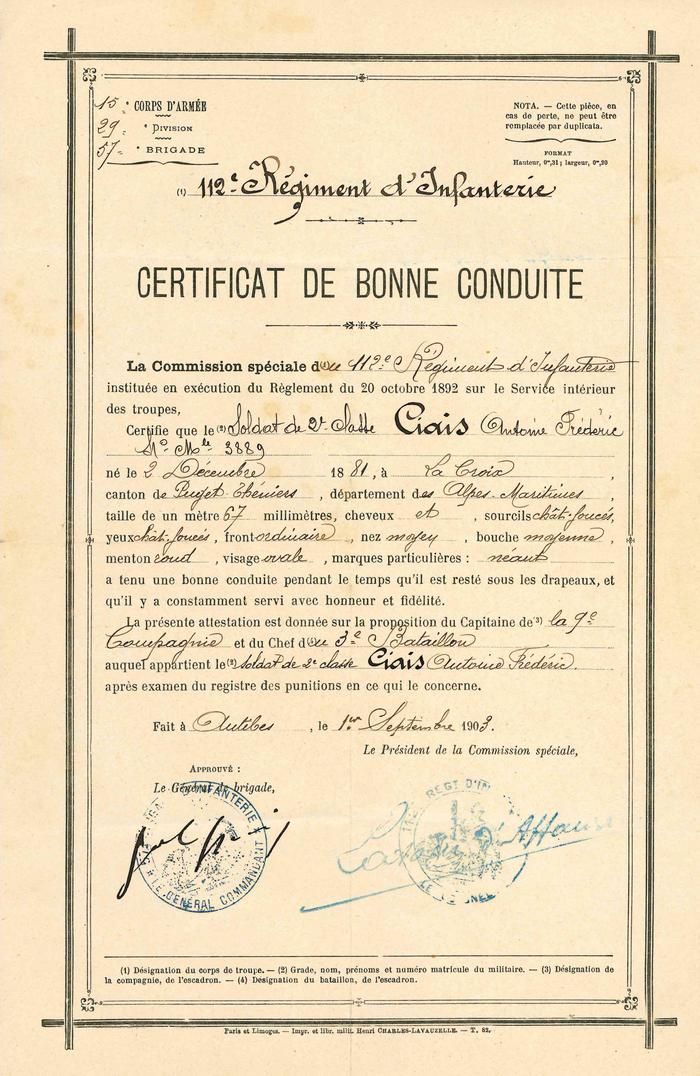 15e CORPS D'ARMÉE
29e DIVISION
57e BRIGADE
NOTA. — Cette pièce, en
cas de perte, ne peut être
remplacée par duplicata.
FORMAT
Hauteur, 0m,31; largeur, 0m,20
(1) 112e Régiment d'Infanterie
CERTIFICAT DE BONNE CONDUITE
La Commission spéciale d(1)u 112e Régiment d'Infanterie
instituée en exécution du Règlement du 20 octobre 1892 sur le Service intérieur
des troupes,
Certifie que le (2) Soldat de 2e classe Ciais Antoine Frédéric
No Mle 3889
né le 2 Décembre 1881, à La Croix,
canton de Puget-Théniers, département des Alpes-Maritimes,
taille de un mètre 67 millimètres, cheveux et, sourcils chât-foncés,
yeux chât-foncés, front ordinaire, nez moyen, bouche moyenne,
menton rond, visage ovale, marques particulières : néant
a tenu une bonne conduite pendant le temps qu'il est resté sous les drapeaux, et
qu'il y a constamment servi avec honneur et fidélité.
La présente attestation est donnée sur la proposition du Capitaine de (3) la 9e
Compagnie et du Chef d(4)u 3e Bataillon
auquel appartient le (2) soldat de 2e classe Ciais Antoine Frédéric.
après examen du registre des punitions en ce qui le concerne.
Fait à Antibes, le 1er Septembre 1903.
Le Président de la Commission spéciale,
APPROUVÉ :
Le Général de brigade,
D'INFANTERIE
LE GÉNÉRAL COMMANDANT
RÉGT D'IN
(1) Désignation du corps de troupe. — (2) Grade, nom, prénoms et numéro matricule du militaire. — (3) Désignation de
la compagnie, de l'escadron. — (4) Désignation du bataillon, de l'escadron.
Paris et Limoges. — Impr. et libr. milit. Henri CHARLES-LAVAUZELLE. — T. 82.